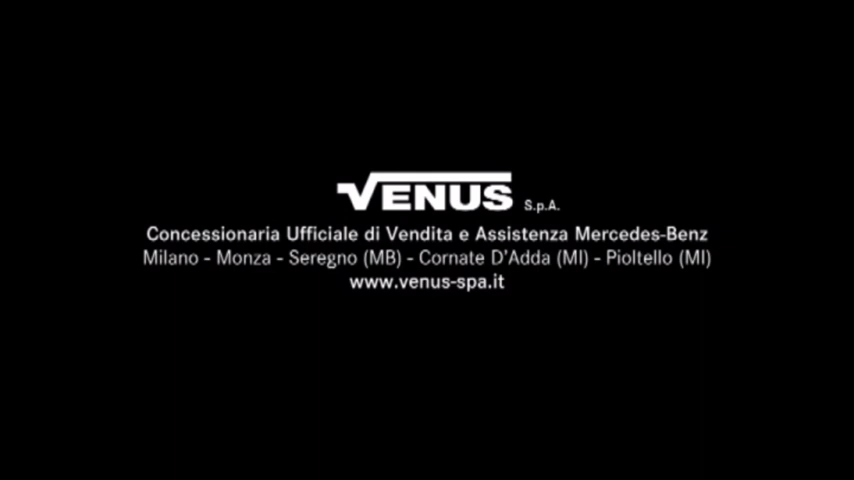 VENUS S.p.A.
Concessionaria Ufficiale di Vendita e Assistenza Mercedes-Benz
Milano - Monza - Seregno (MB) - Cornate D'Adda (MI) - Pioltello (MI)
www.venus-spa.it